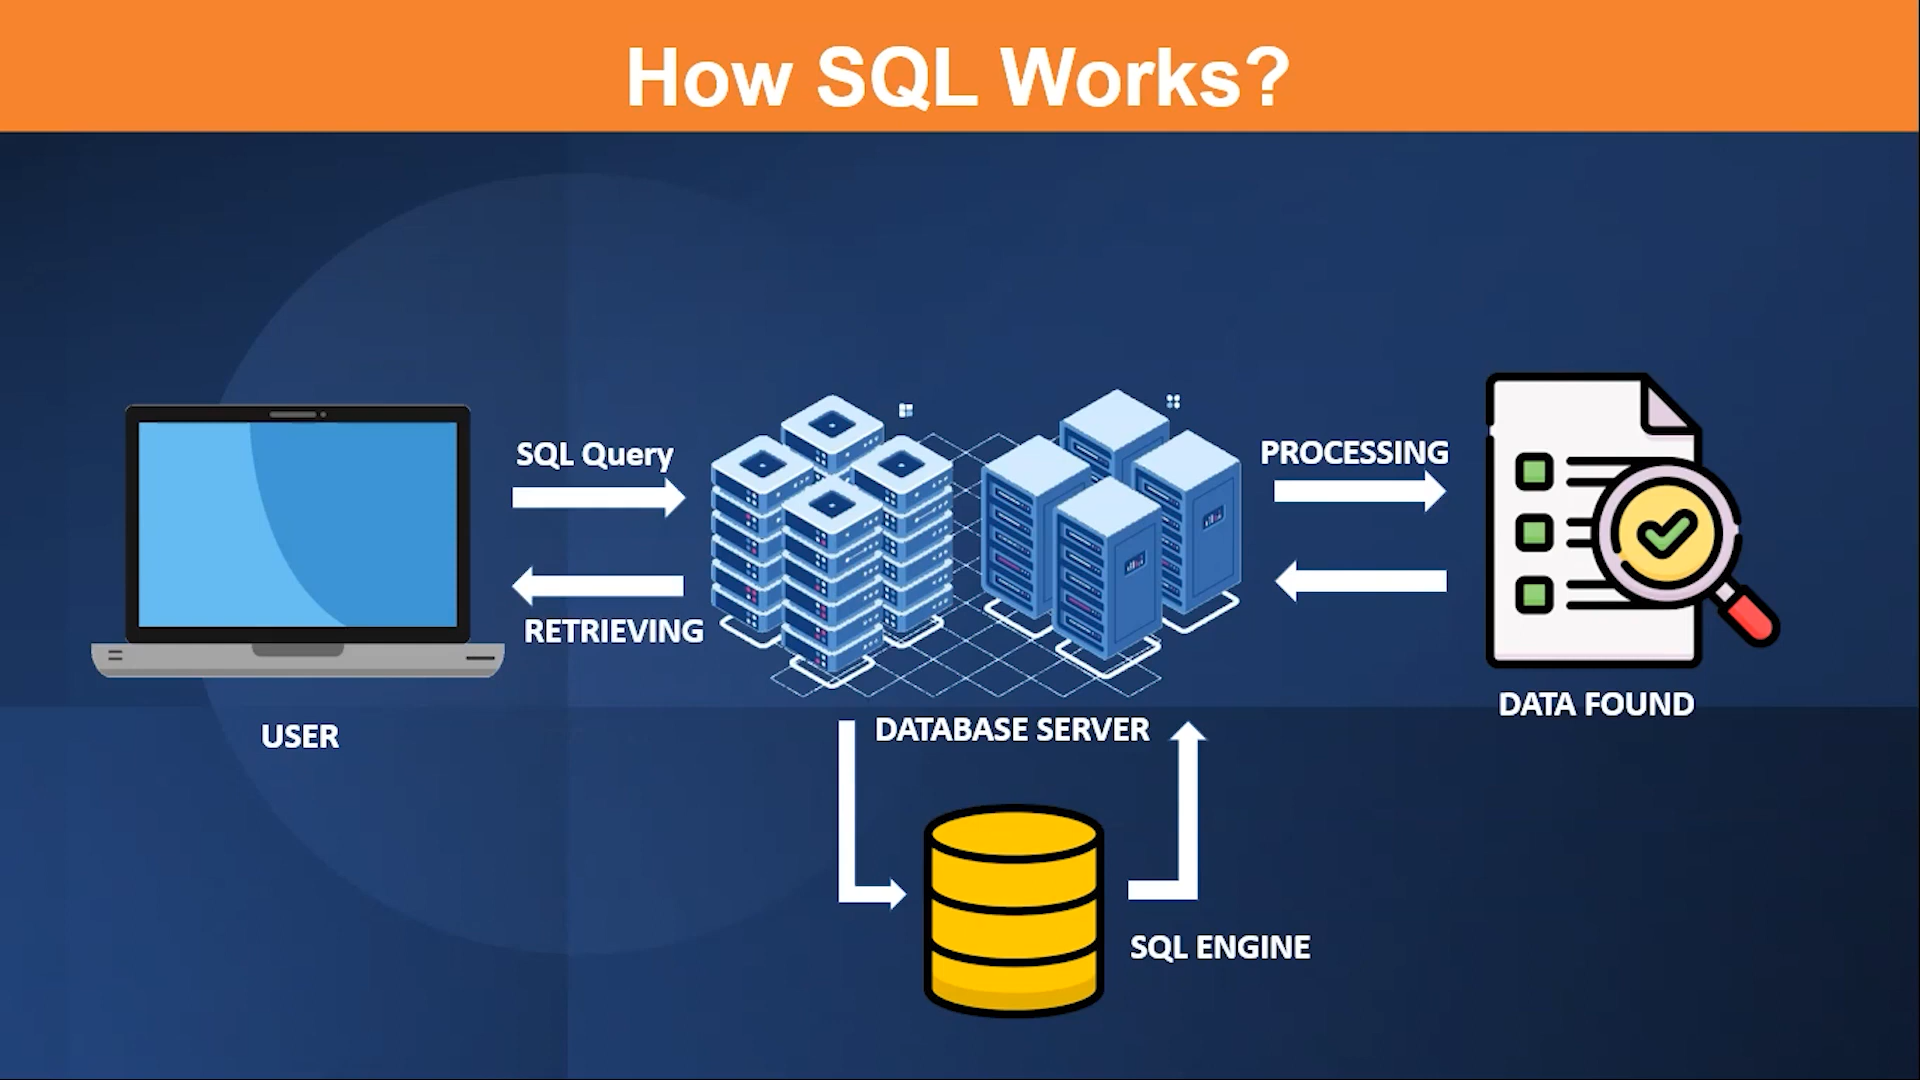 How SQL Works?
SQL Query
PROCESSING
RETRIEVING
DATA FOUND
USER
DATABASE SERVER
SQL ENGINE